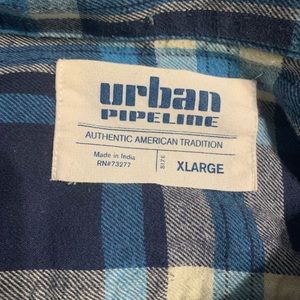 urban
PIPELINE
AUTHENTIC AMERICAN TRADITION
Made in India
RN#73277
SIZE
XLARGE